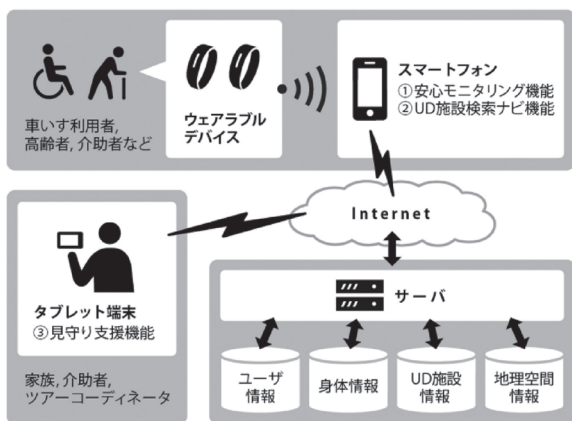 車いす利用者,
高齢者, 介助者など
ウェアラブル
デバイス
スマートフォン
①安心モニタリング機能
②UD施設検索ナビ機能
Internet
タブレット端末
③見守り支援機能
家族, 介助者,
ツアーコーディネータ
サーバ
ユーザ
情報
身体情報
UD施設
情報
地理空間
情報